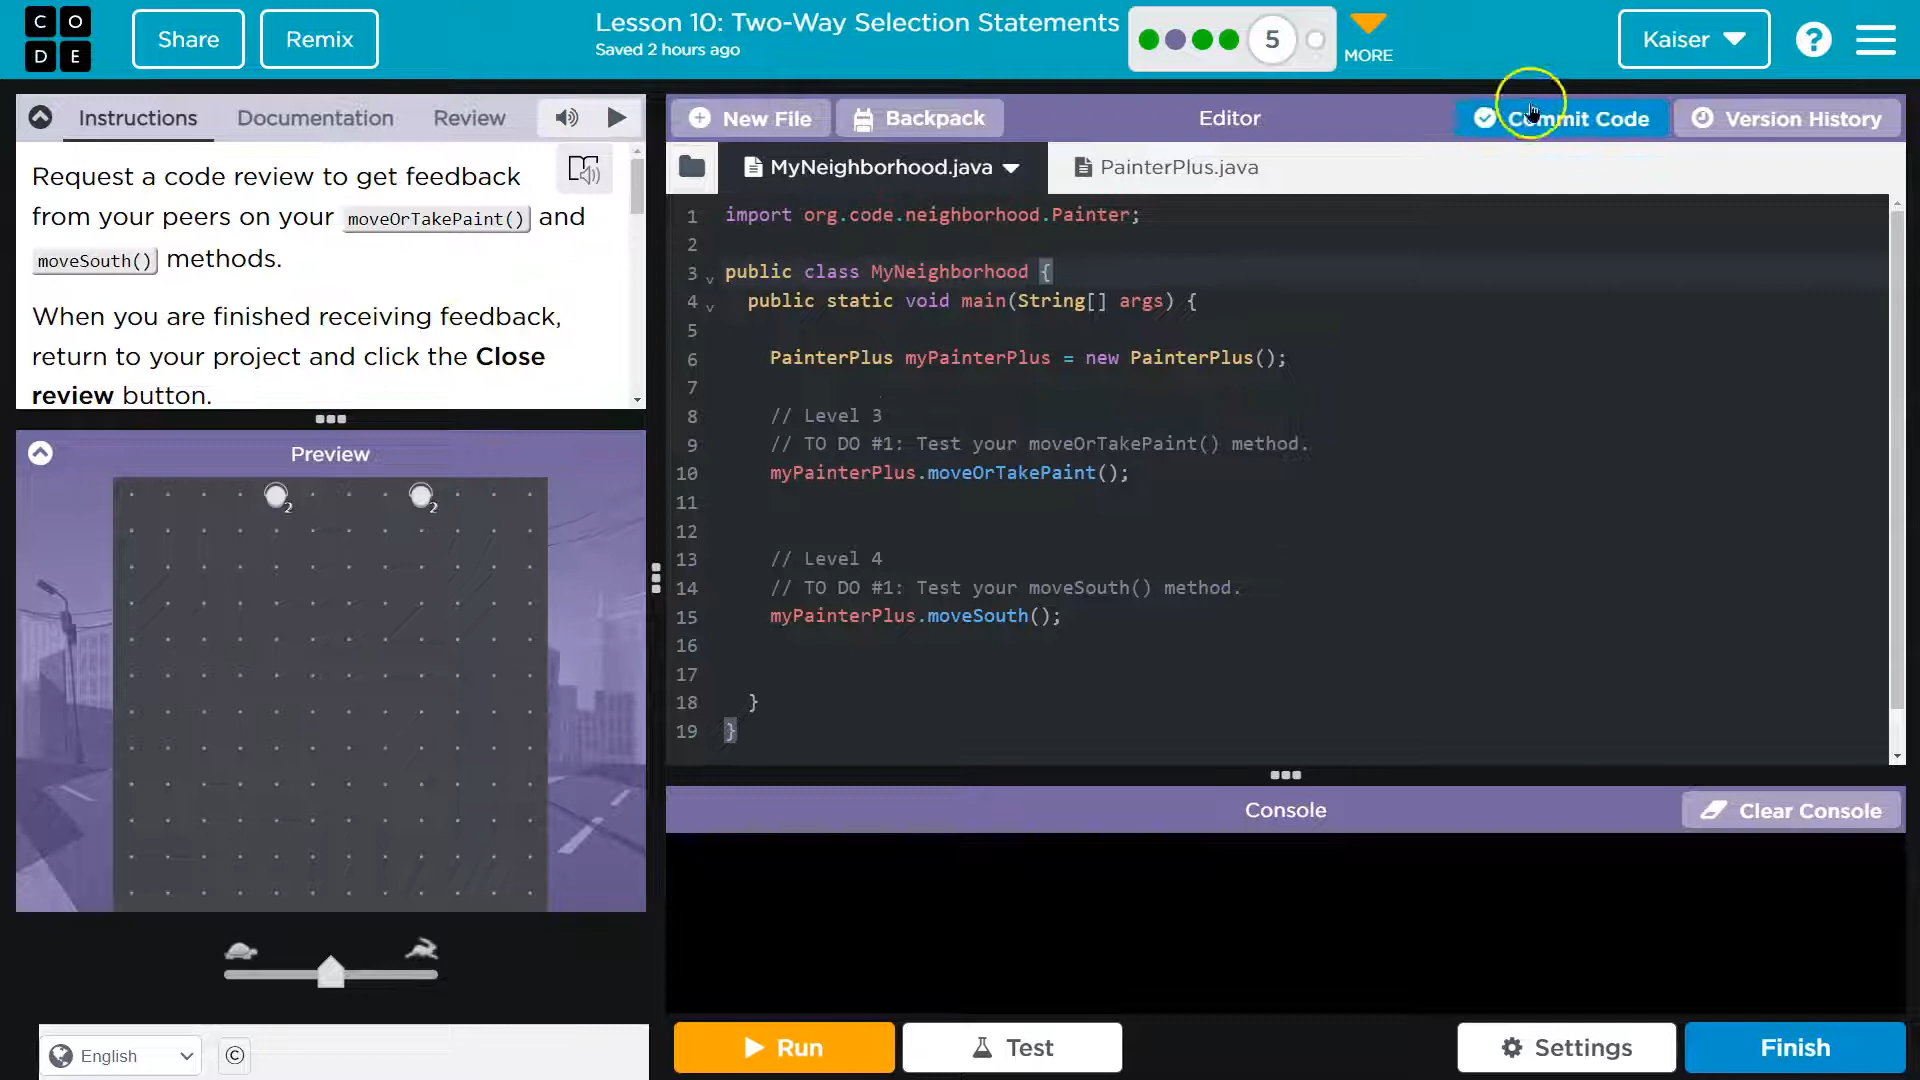 C O
D E
Share
Remix
Lesson 10: Two-Way Selection Statements
Saved 2 hours ago
5
MORE
Kaiser
?
Instructions
Documentation
Review
New File
Backpack
Editor
Commit Code
Version History
MyNeighborhood.java
PainterPlus.java
Request a code review to get feedback
from your peers on your moveOrTakePaint() and
moveSouth() methods.
When you are finished receiving feedback,
return to your project and click the Close
review button.
1 import org.code.neighborhood.Painter;
2
3 public class MyNeighborhood {
4 public static void main(String[] args) {
5
6 PainterPlus myPainterPlus = new PainterPlus();
7
8 // Level 3
9 // TO DO #1: Test your moveOrTakePaint() method.
10 myPainterPlus.moveOrTakePaint();
11
12
13 // Level 4
14 // TO DO #1: Test your moveSouth() method.
15 myPainterPlus.moveSouth();
16
17
18 }
19 }
Preview
2
2
Console
Clear Console
English
©
Run
Test
Settings
Finish